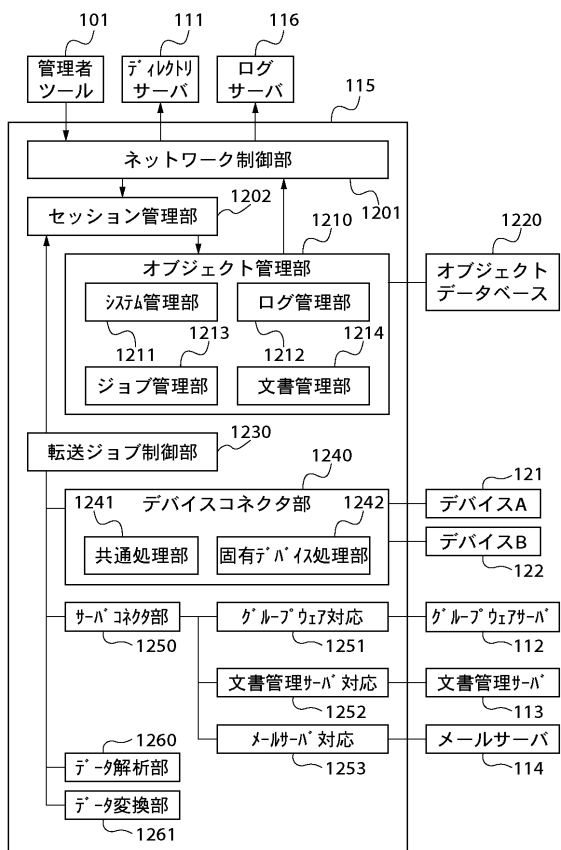 101
111
116
管理者
ツール
ディレクトリ
サーバ
ログ
サーバ
115
ネットワーク制御部
1201
セッション管理部
1202
1210
1220
オブジェクト管理部
オブジェクト
データベース
システム管理部
ログ管理部
1211
1213
1212
1214
ジョブ管理部
文書管理部
1230
転送ジョブ制御部
1240
121
デバイスコネクタ部
デバイスA
1241
1242
共通処理部
固有デバイス処理部
デバイスB
122
サーバコネクタ部
グループウェア対応
グループウェアサーバ
1250
1251
112
文書管理サーバ対応
文書管理サーバ
1252
113
1260
メールサーバ対応
メールサーバ
データ解析部
1253
114
データ変換部
1261